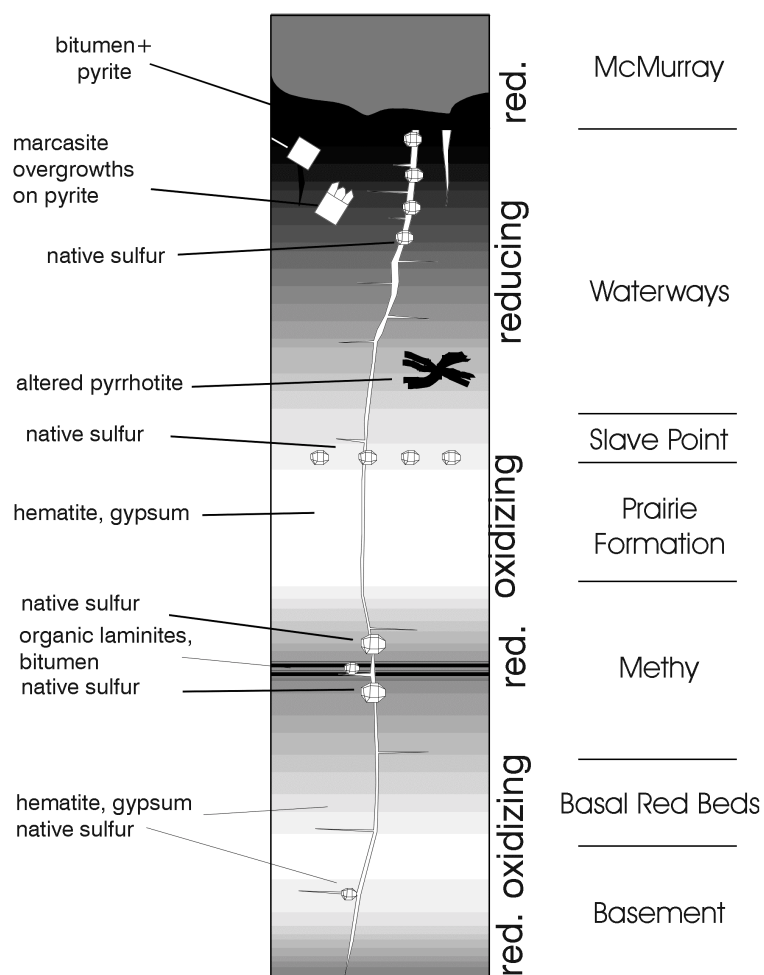 bitumen+
pyrite
marcasite
overgrowths
on pyrite
native sulfur
altered pyrrhotite
native sulfur
hematite, gypsum
native sulfur
organic laminites,
bitumen
native sulfur
hematite, gypsum
native sulfur
red.
reducing
oxidizing
red.
oxidizing
red.
McMurray
Waterways
Slave Point
Prairie
Formation
Methy
Basal Red Beds
Basement